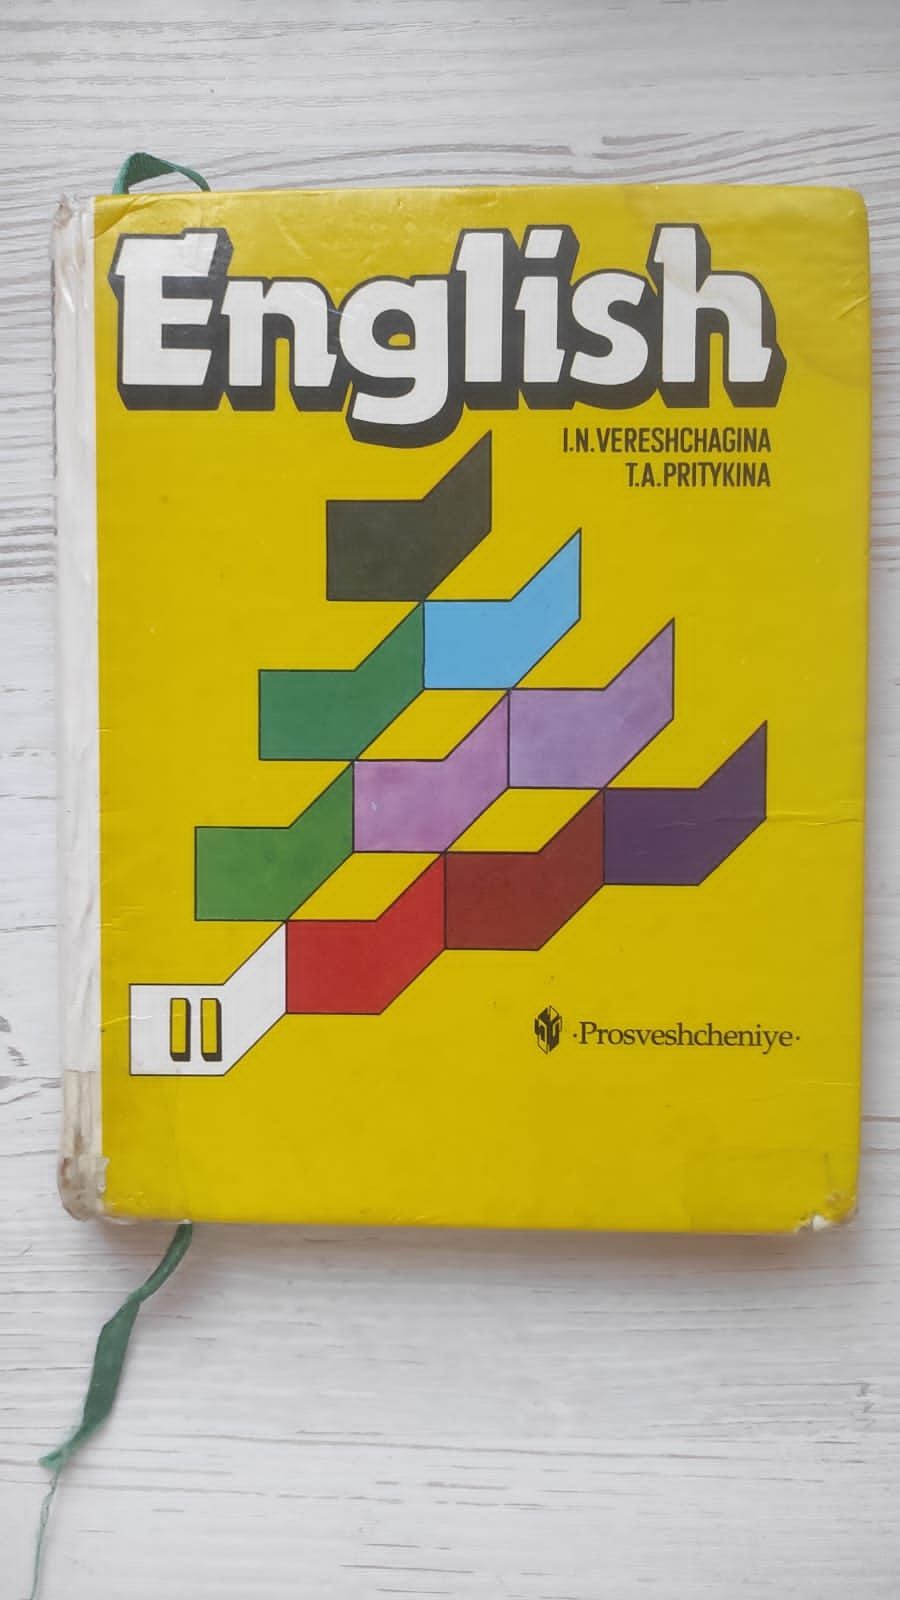 English
I.N.VERESHCHAGINA
T.A.PRITYKINA
II
·Prosveshcheniye·